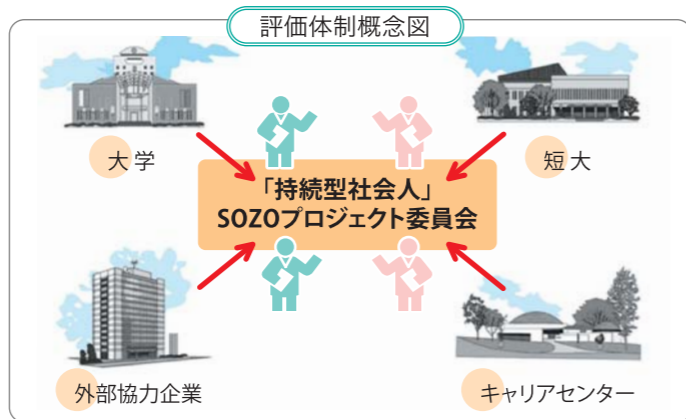 評価体制概念図
大学
短大
「持続型社会人」
SOZOプロジェクト委員会
外部協力企業
キャリアセンター